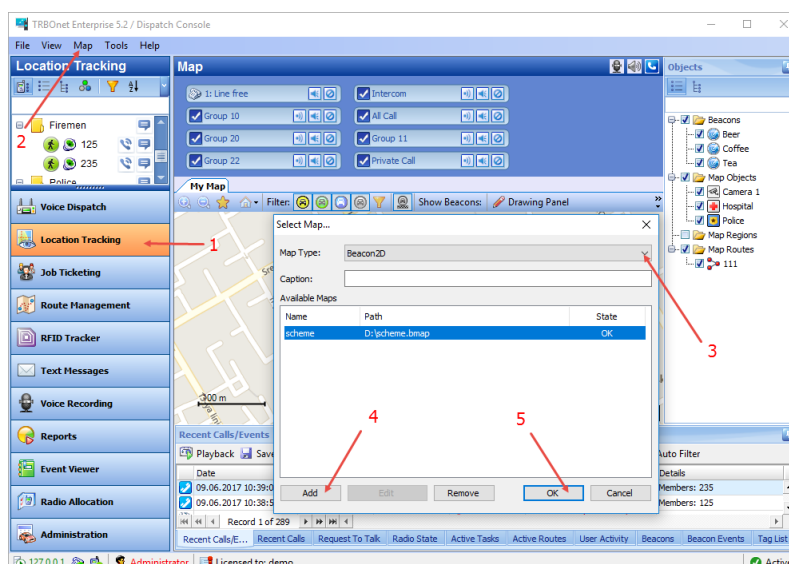 TRBOnet Enterprise 5.2 / Dispatch Console
File View Map Tools Help
Location Tracking
Firemen
125
235
Police
Voice Dispatch
Location Tracking
Job Ticketing
Route Management
RFID Tracker
Text Messages
Voice Recording
Reports
Event Viewer
Radio Allocation
Administration
Map
1: Line free
Intercom
Group 10
All Call
Group 20
Group 11
Group 22
Private Call
My Map
Filter: Show Beacons: Drawing Panel »
Select Map...
Map Type: Beacon2D
Caption:
Available Maps
Name Path State
scheme D:\scheme.bmap OK
Add Edit Remove OK Cancel
Objects
Beacons
Beer
Coffee
Tea
Map Objects
Camera 1
Hospital
Police
Map Regions
Map Routes
111
1
2
3
4
5
Recent Calls/Events
Playback Save
Auto Filter
Date Details
09.06.2017 10:39:0 Members: 235
09.06.2017 10:38:5 Members: 125
Record 1 of 289
Recent Calls/E... Recent Calls Request To Talk Radio State Active Tasks Active Routes User Activity Beacons Beacon Events Tag List
127.0.0.1 Administrator Licensed to: demo Active